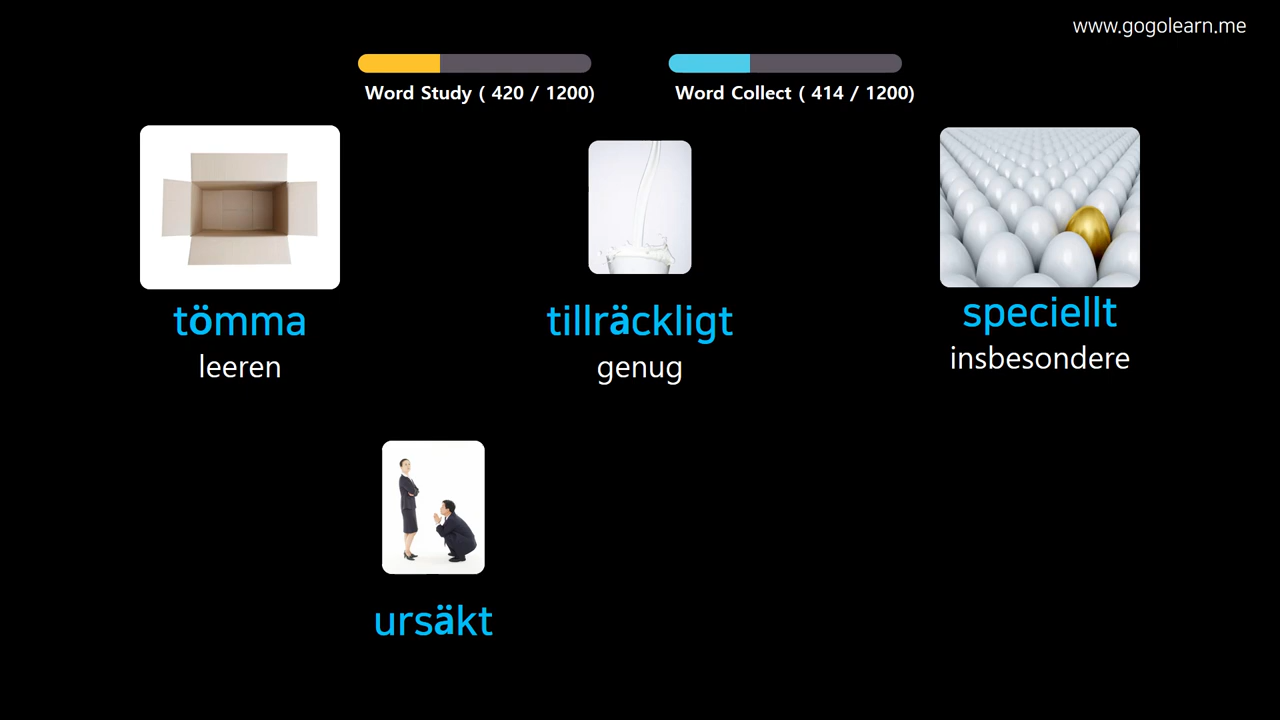 www.gogolearn.me
Word Study ( 420 / 1200)
Word Collect ( 414 / 1200)
tömma
leeren
tillräckligt
genug
speciellt
insbesondere
ursäkt